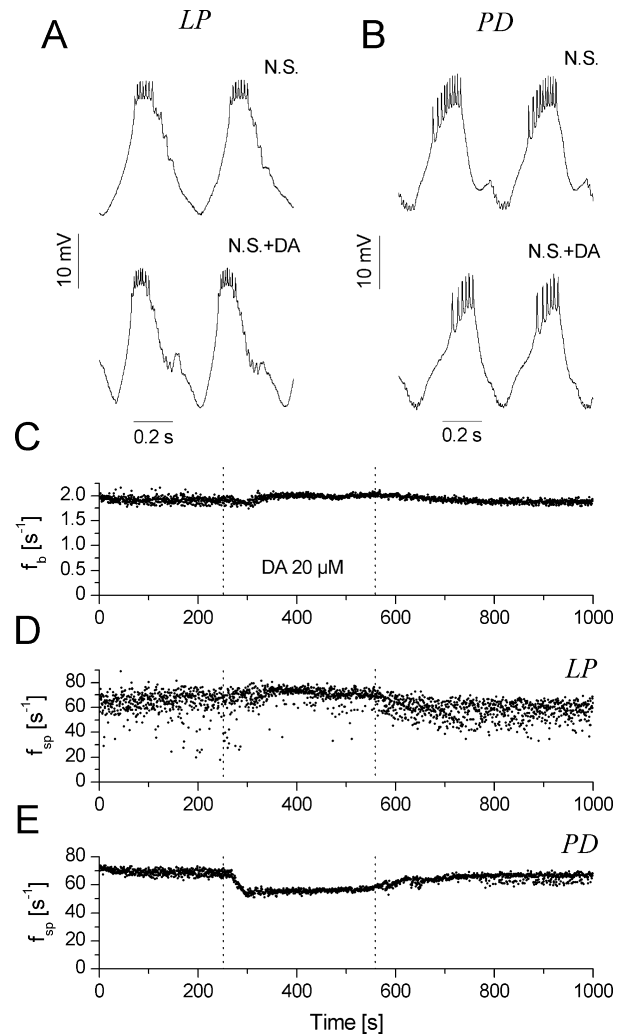 A
LP
B
PD
N.S.
N.S.
10 mV
N.S.+DA
10 mV
N.S.+DA
0.2 s
0.2 s
C
2.0
1.5
1.0
0.5
0
f_b [s⁻¹]
DA 20 µM
0 200 400 600 800 1000
D
LP
80
60
40
20
0
f_sp [s⁻¹]
0 200 400 600 800 1000
E
PD
80
60
40
20
0
f_sp [s⁻¹]
0 200 400 600 800 1000
Time [s]